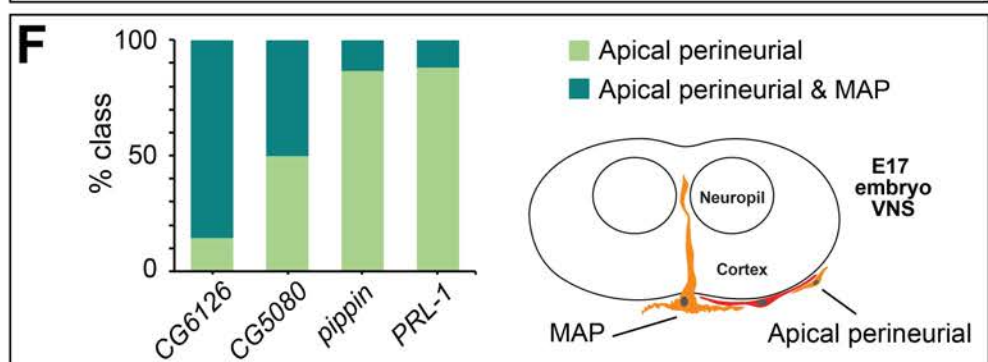 F
100
50
0
% class
CG6126
CG5080
pippin
PRL-1
Apical perineurial
Apical perineurial & MAP
Neuropil
Cortex
E17
embryo
VNS
MAP
Apical perineurial